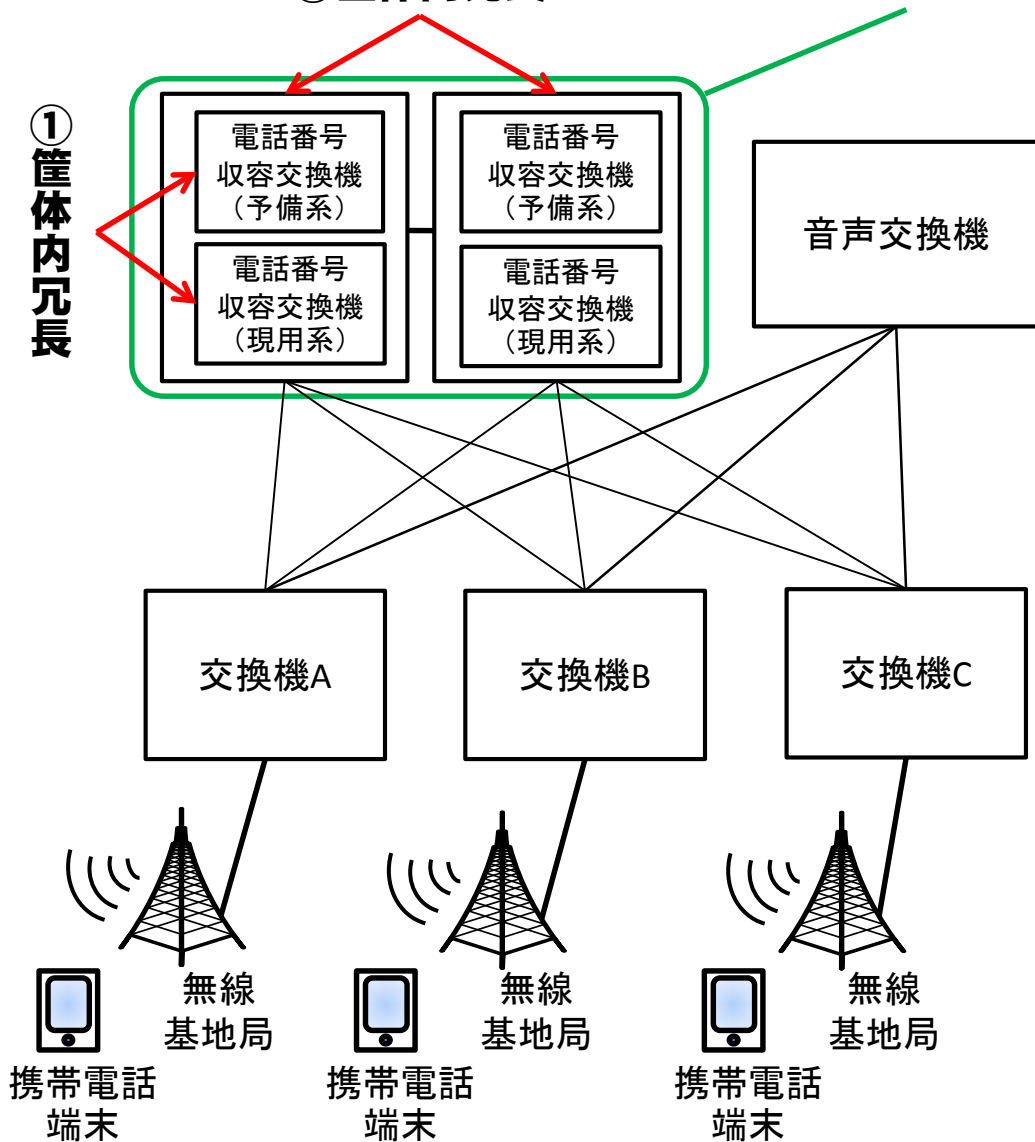 ①
筐
体
内
冗
長
電話番号
収容交換機
（予備系）
電話番号
収容交換機
（現用系）
電話番号
収容交換機
（予備系）
電話番号
収容交換機
（現用系）
音声交換機
交換機A
交換機B
交換機C
無線
基地局
携帯電話
端末
無線
基地局
携帯電話
端末
無線
基地局
携帯電話
端末